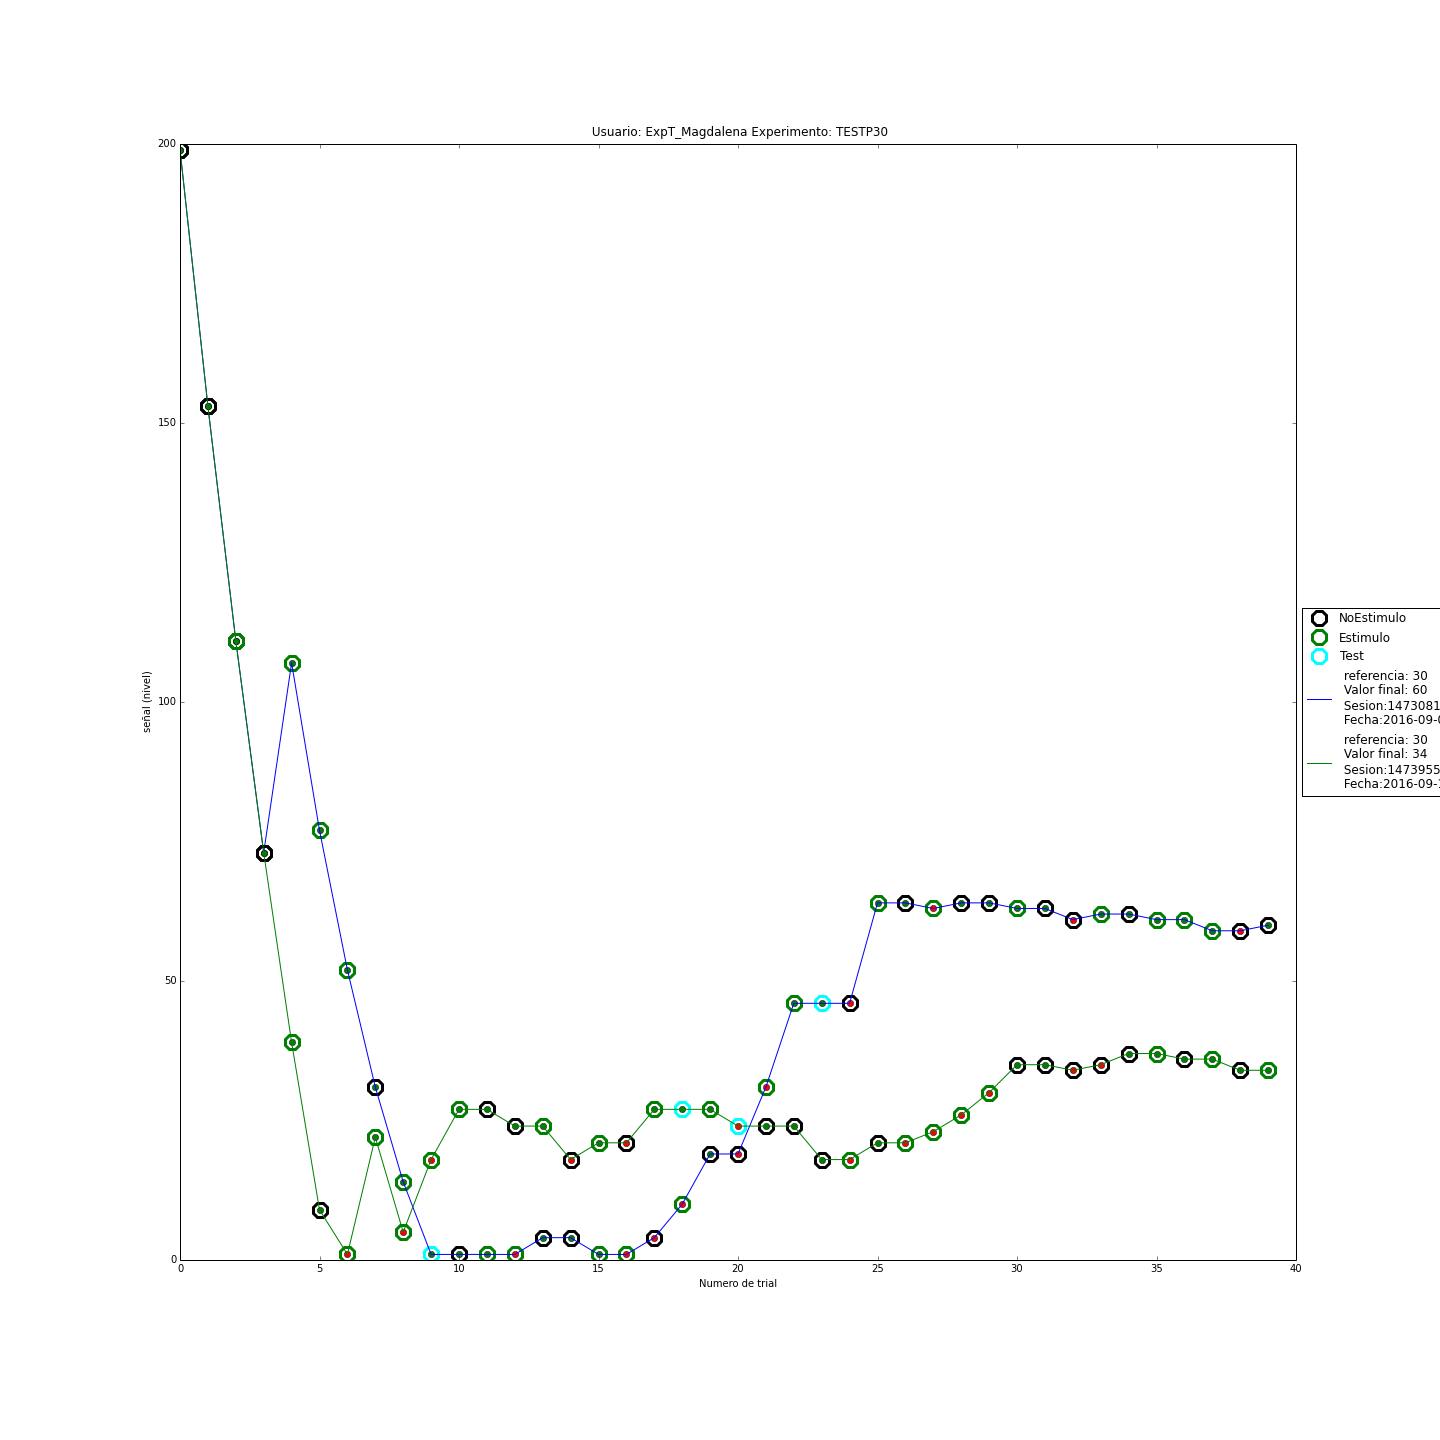 Usuario: ExpT_Magdalena Experimento: TESTP30
200
150
100
50
0
señal (nivel)
0 5 10 15 20 25 30 35 40
Numero de trial
NoEstimulo
Estimulo
Test
referencia: 30
Valor final: 60
Sesion:1473081
Fecha:2016-09-0
referencia: 30
Valor final: 34
Sesion:1473955
Fecha:2016-09-1